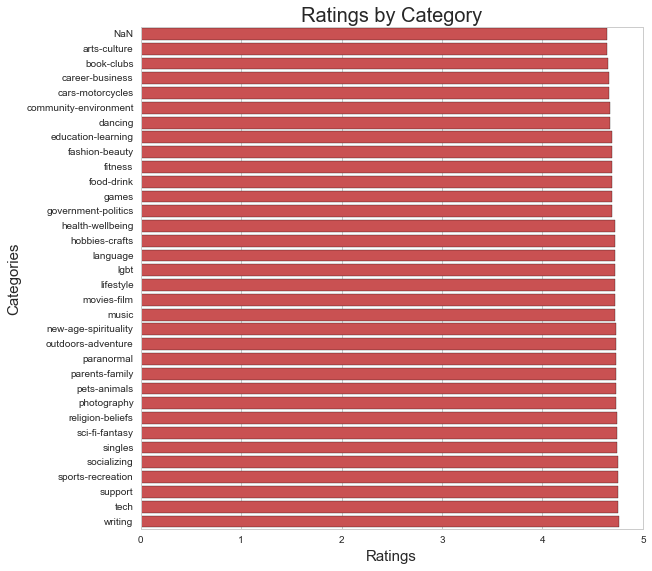 Ratings by Category
Categories
NaN
arts-culture
book-clubs
career-business
cars-motorcycles
community-environment
dancing
education-learning
fashion-beauty
fitness
food-drink
games
government-politics
health-wellbeing
hobbies-crafts
language
lgbt
lifestyle
movies-film
music
new-age-spirituality
outdoors-adventure
paranormal
parents-family
pets-animals
photography
religion-beliefs
sci-fi-fantasy
singles
socializing
sports-recreation
support
tech
writing
0 1 2 3 4 5
Ratings